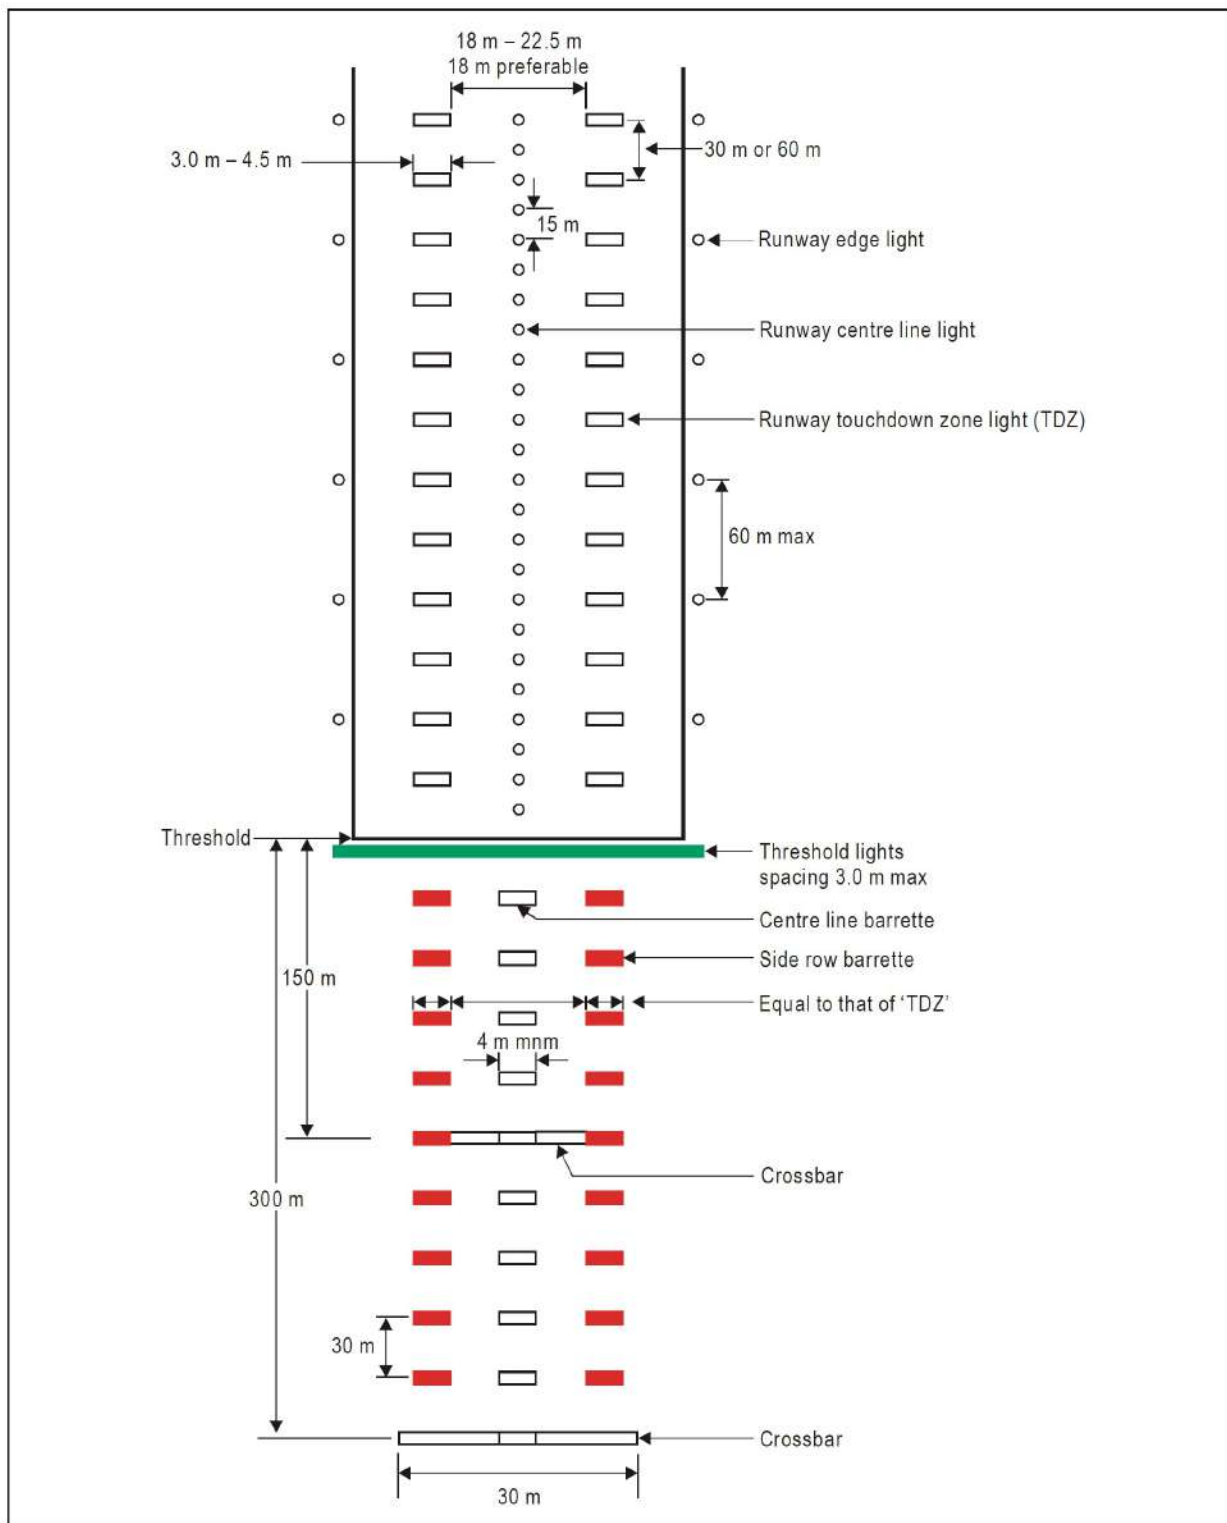 18 m – 22.5 m
18 m preferable
3.0 m – 4.5 m
30 m or 60 m
15 m
Runway edge light
Runway centre line light
Runway touchdown zone light (TDZ)
60 m max
Threshold
Threshold lights
spacing 3.0 m max
Centre line barrette
Side row barrette
150 m
Equal to that of ‘TDZ’
4 m mnm
Crossbar
300 m
30 m
Crossbar
30 m